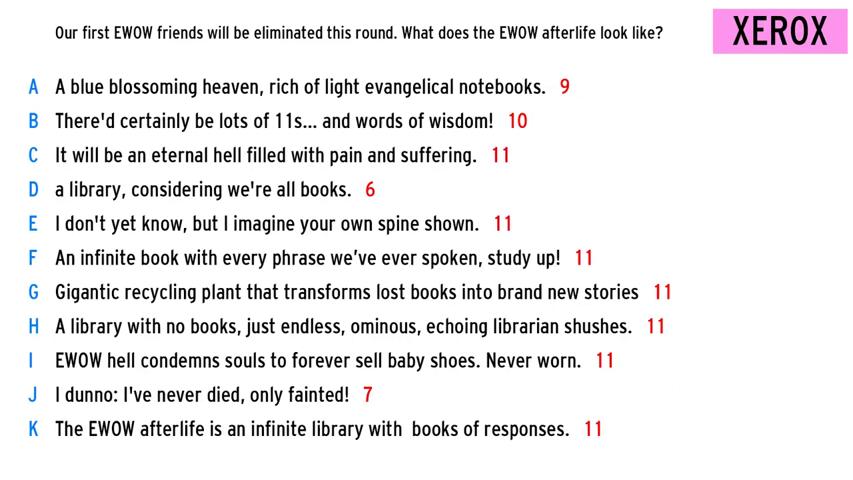 Our first EWOW friends will be eliminated this round. What does the EWOW afterlife look like?
XEROX
A A blue blossoming heaven, rich of light evangelical notebooks. 9
B There'd certainly be lots of 11s... and words of wisdom! 10
C It will be an eternal hell filled with pain and suffering. 11
D a library, considering we're all books. 6
E I don't yet know, but I imagine your own spine shown. 11
F An infinite book with every phrase we’ve ever spoken, study up! 11
G Gigantic recycling plant that transforms lost books into brand new stories 11
H A library with no books, just endless, ominous, echoing librarian shushes. 11
I EWOW hell condemns souls to forever sell baby shoes. Never worn. 11
J I dunno: I've never died, only fainted! 7
K The EWOW afterlife is an infinite library with  books of responses. 11